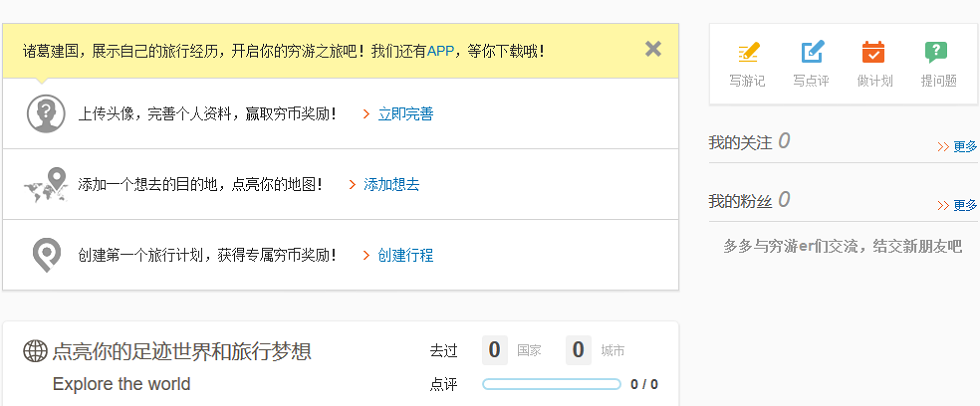 诸葛建国，展示自己的旅行经历，开启你的穷游之旅吧！我们还有APP，等你下载哦！
上传头像，完善个人资料，赢取穷币奖励！ 立即完善
添加一个想去的目的地，点亮你的地图！ 添加想去
创建第一个旅行计划，获得专属穷币奖励！ 创建行程
点亮你的足迹世界和旅行梦想
Explore the world
去过 0 国家 0 城市
点评 0 / 0
写游记 写点评 做计划 提问题
我的关注 0 >> 更多
我的粉丝 0 >> 更多
多多与穷游er们交流，结交新朋友吧